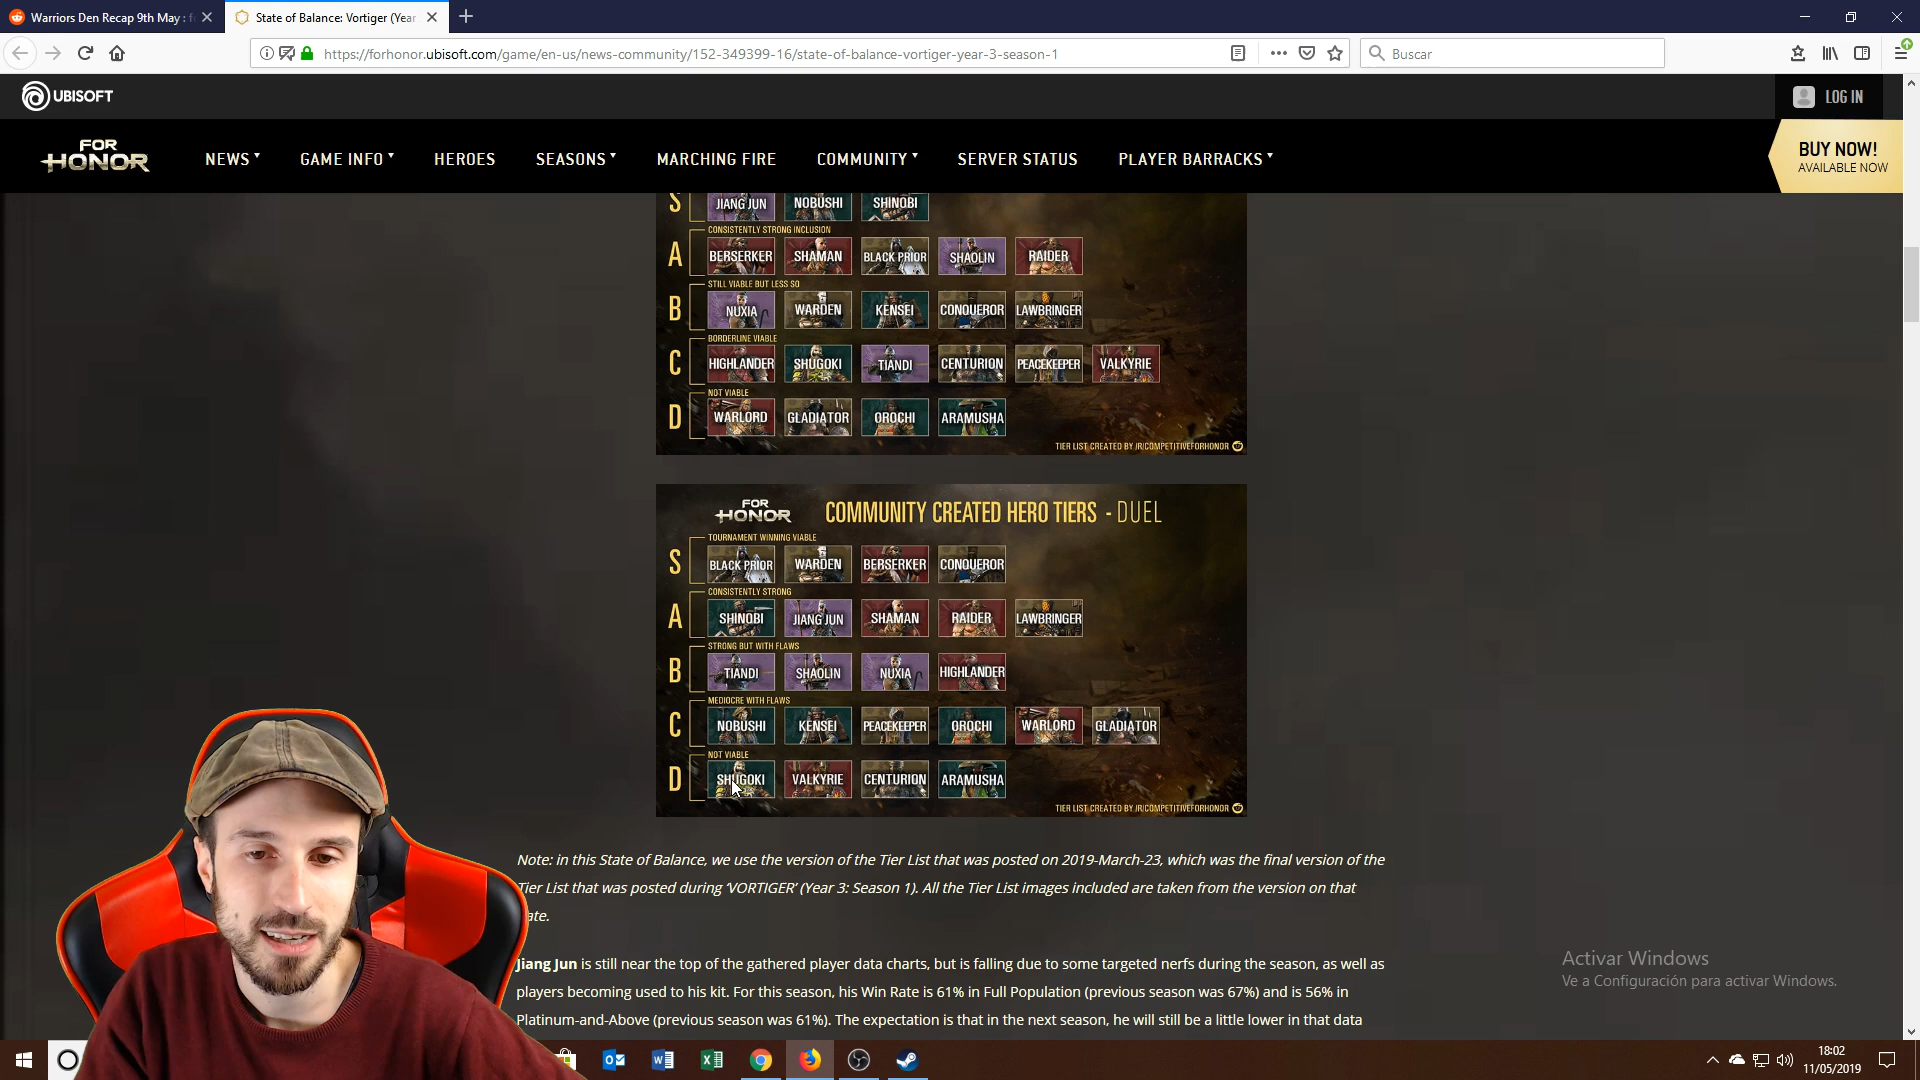 Warriors Den Recap 9th May : f
State of Balance: Vortiger (Year
https://forhonor.ubisoft.com/game/en-us/news-community/152-349399-16/state-of-balance-vortiger-year-3-season-1
Buscar
UBISOFT
LOG IN
FOR HONOR
NEWS
GAME INFO
HEROES
SEASONS
MARCHING FIRE
COMMUNITY
SERVER STATUS
PLAYER BARRACKS
BUY NOW!
AVAILABLE NOW
S
JIANG JUN
NOBUSHI
SHINOBI
CONSISTENTLY STRONG INCLUSION
A
BERSERKER
SHAMAN
BLACK PRIOR
SHAOLIN
RAIDER
STILL VIABLE BUT LESS SO
B
NUXIA
WARDEN
KENSEI
CONQUEROR
LAWBRINGER
BORDERLINE VIABLE
C
HIGHLANDER
SHUGOKI
TIANDI
CENTURION
PEACEKEEPER
VALKYRIE
NOT VIABLE
D
WARLORD
GLADIATOR
OROCHI
ARAMUSHA
TIER LIST CREATED BY /R/COMPETITIVEFORHONOR
FOR HONOR
COMMUNITY CREATED HERO TIERS - DUEL
TOURNAMENT WINNING VIABLE
S
BLACK PRIOR
WARDEN
BERSERKER
CONQUEROR
CONSISTENTLY STRONG
A
SHINOBI
JIANG JUN
SHAMAN
RAIDER
LAWBRINGER
STRONG BUT WITH FLAWS
B
TIANDI
SHAOLIN
NUXIA
HIGHLANDER
MEDIOCRE WITH FLAWS
C
NOBUSHI
KENSEI
PEACEKEEPER
OROCHI
WARLORD
GLADIATOR
NOT VIABLE
D
SHUGOKI
VALKYRIE
CENTURION
ARAMUSHA
TIER LIST CREATED BY /R/COMPETITIVEFORHONOR
Note: in this State of Balance, we use the version of the Tier List that was posted on 2019-March-23, which was the final version of the
Tier List that was posted during 'VORTIGER' (Year 3: Season 1). All the Tier List images included are taken from the version on that
ate.
Jiang Jun is still near the top of the gathered player data charts, but is falling due to some targeted nerfs during the season, as well as
players becoming used to his kit. For this season, his Win Rate is 61% in Full Population (previous season was 67%) and is 56% in
Platinum-and-Above (previous season was 61%). The expectation is that in the next season, he will still be a little lower in that data
Activar Windows
Ve a Configuración para activar Windows.
18:02
11/05/2019